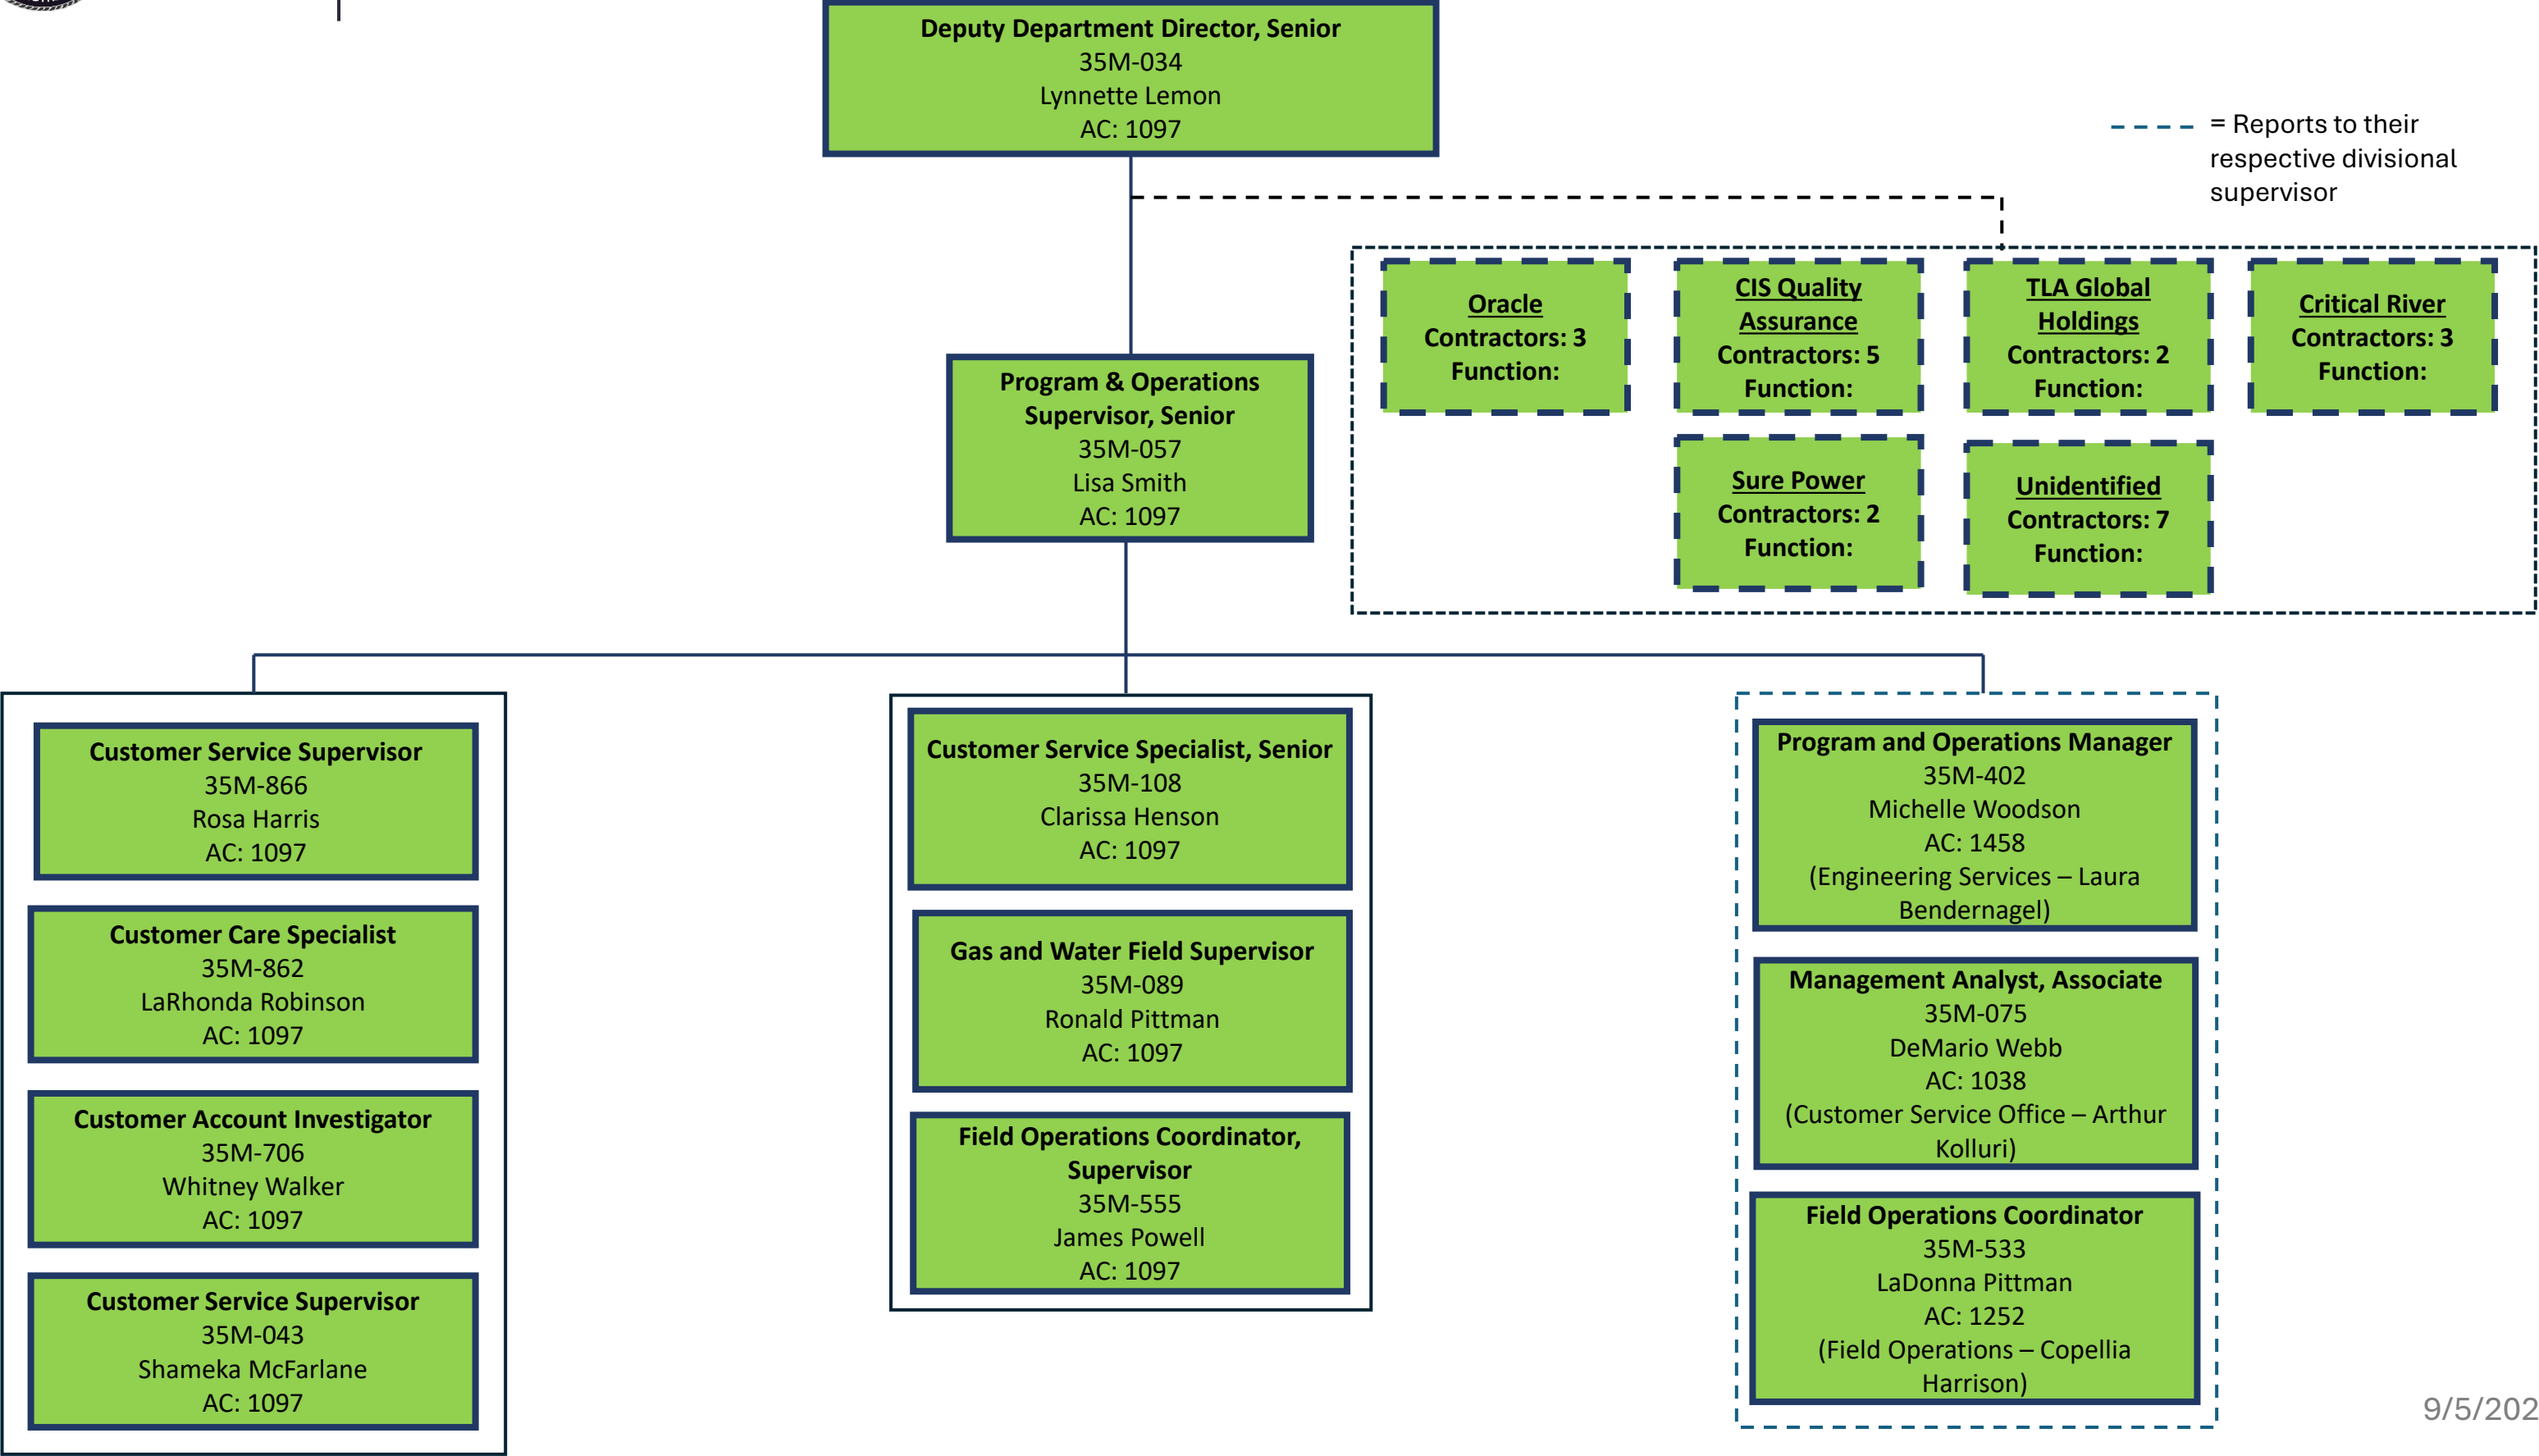 Deputy Department Director, Senior
35M-034
Lynnette Lemon
AC: 1097
= Reports to their
respective divisional
supervisor
Oracle
Contractors: 3
Function:
CIS Quality
Assurance
Contractors: 5
Function:
TLA Global
Holdings
Contractors: 2
Function:
Critical River
Contractors: 3
Function:
Sure Power
Contractors: 2
Function:
Unidentified
Contractors: 7
Function:
Program & Operations
Supervisor, Senior
35M-057
Lisa Smith
AC: 1097
Customer Service Supervisor
35M-866
Rosa Harris
AC: 1097
Customer Care Specialist
35M-862
LaRhonda Robinson
AC: 1097
Customer Account Investigator
35M-706
Whitney Walker
AC: 1097
Customer Service Supervisor
35M-043
Shameka McFarlane
AC: 1097
Customer Service Specialist, Senior
35M-108
Clarissa Henson
AC: 1097
Gas and Water Field Supervisor
35M-089
Ronald Pittman
AC: 1097
Field Operations Coordinator,
Supervisor
35M-555
James Powell
AC: 1097
Program and Operations Manager
35M-402
Michelle Woodson
AC: 1458
(Engineering Services – Laura
Bendernagel)
Management Analyst, Associate
35M-075
DeMario Webb
AC: 1038
(Customer Service Office – Arthur
Kolluri)
Field Operations Coordinator
35M-533
LaDonna Pittman
AC: 1252
(Field Operations – Copellia
Harrison)
9/5/202